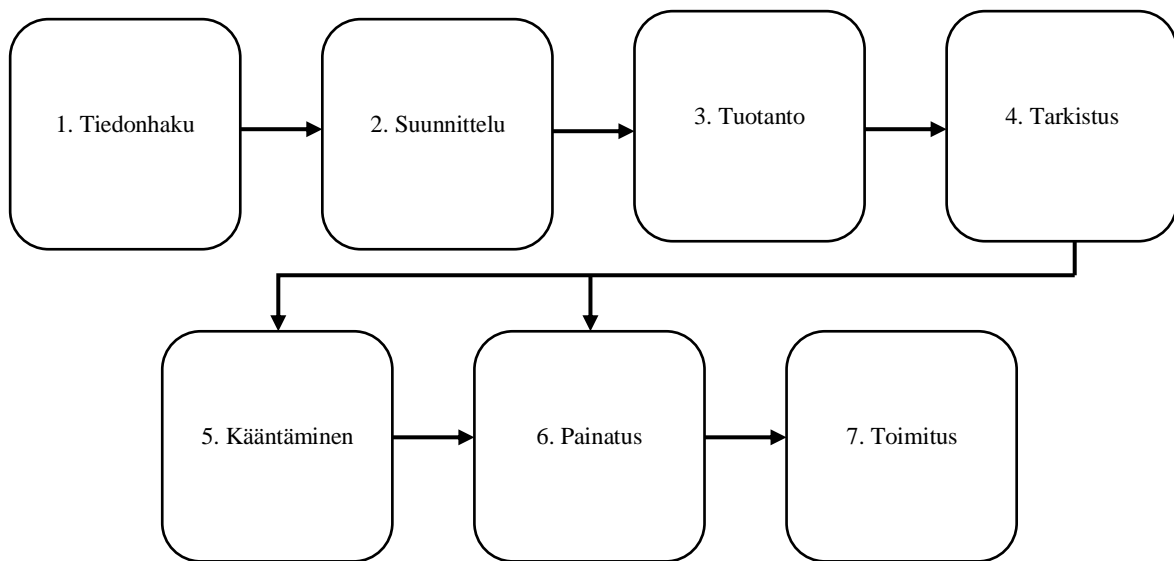 1. Tiedonhaku
2. Suunnittelu
3. Tuotanto
4. Tarkistus
5. Kääntäminen
6. Painatus
7. Toimitus